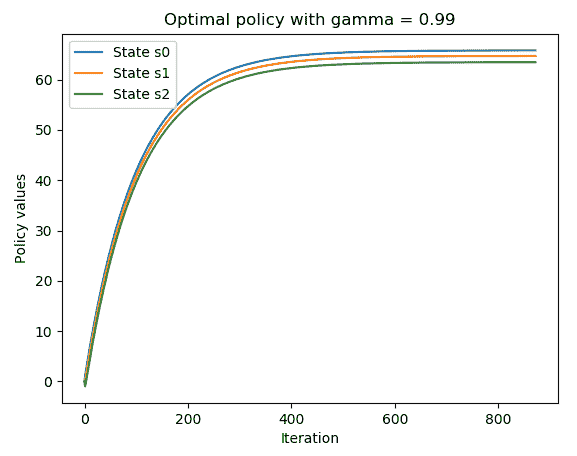 Optimal policy with gamma = 0.99
State s0
State s1
State s2
Policy values
60
50
40
30
20
10
0
0 200 400 600 800
Iteration